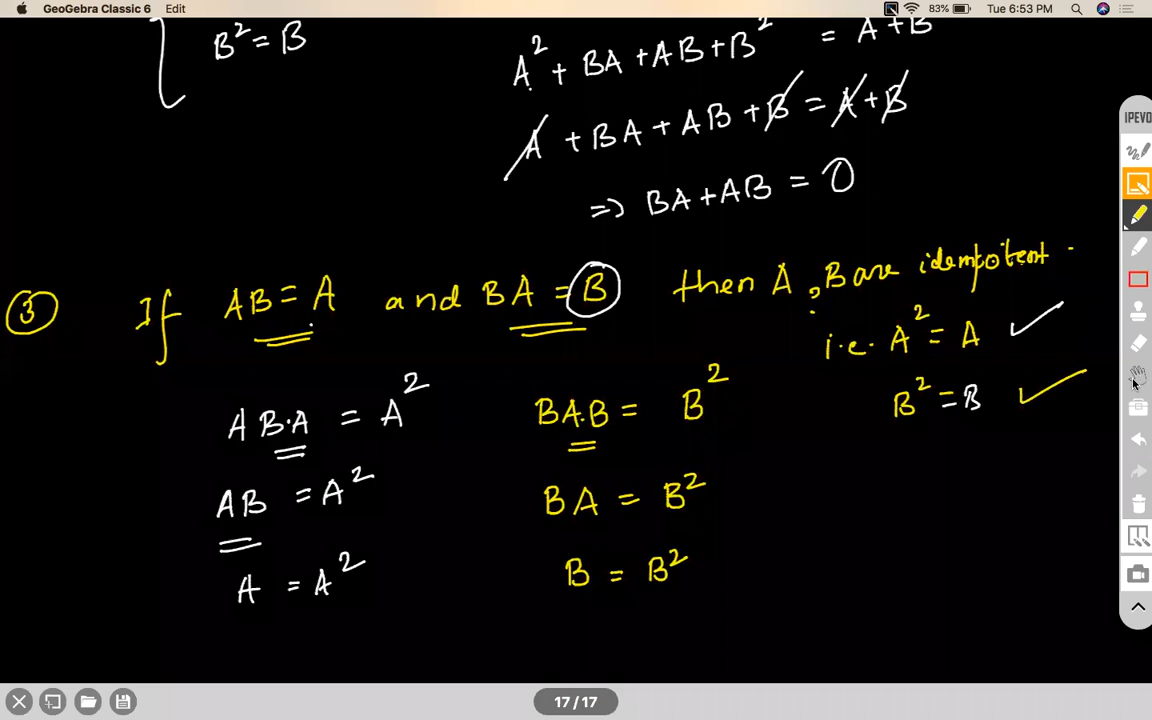 GeoGebra Classic 6 Edit 83% Tue 6:53 PM
B² = B
A² + BA + AB + B² = A + B
A + BA + AB + B = A + B
IPEVO
=> BA + AB = 0
③ If AB = A and BA = B then A, B are idempotent.
i.e. A² = A ✓
B² = B ✓
AB·A = A² BA·B = B²
AB = A² BA = B²
A = A² B = B²
17/17